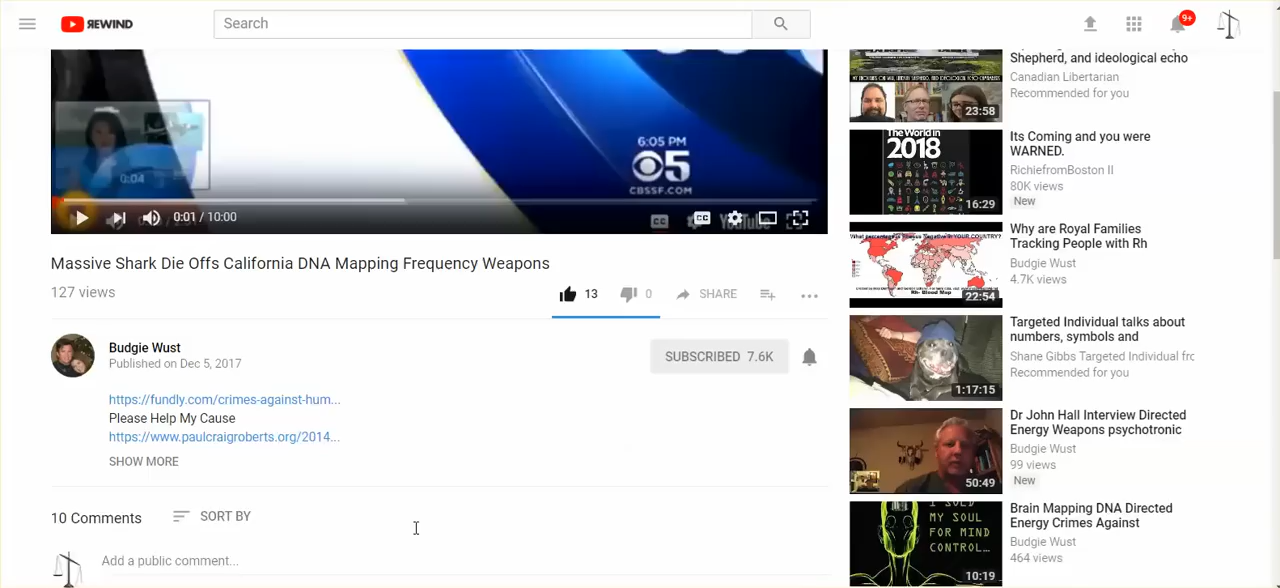 REWIND
Search
9+
6:05 PM
5
CBSSF.COM
0:04
0:01 / 10:00
YouTube
Massive Shark Die Offs California DNA Mapping Frequency Weapons
127 views
13
0
SHARE
Budgie Wust
Published on Dec 5, 2017
SUBSCRIBED 7.6K
https://fundly.com/crimes-against-hum...
Please Help My Cause
https://www.paulcraigroberts.org/2014...
SHOW MORE
10 Comments
SORT BY
Add a public comment...
Shepherd, and ideological echo
Canadian Libertarian
Recommended for you
23:58
The World in
2018
16:29
Its Coming and you were
WARNED.
RichiefromBoston II
80K views
New
22:54
Why are Royal Families
Tracking People with Rh
Budgie Wust
4.7K views
1:17:15
Targeted Individual talks about
numbers, symbols and
Shane Gibbs Targeted Individual frc
Recommended for you
50:49
Dr John Hall Interview Directed
Energy Weapons psychotronic
Budgie Wust
99 views
New
I SOLD
MY SOUL
FOR MIND
CONTROL...
10:19
Brain Mapping DNA Directed
Energy Crimes Against
Budgie Wust
464 views